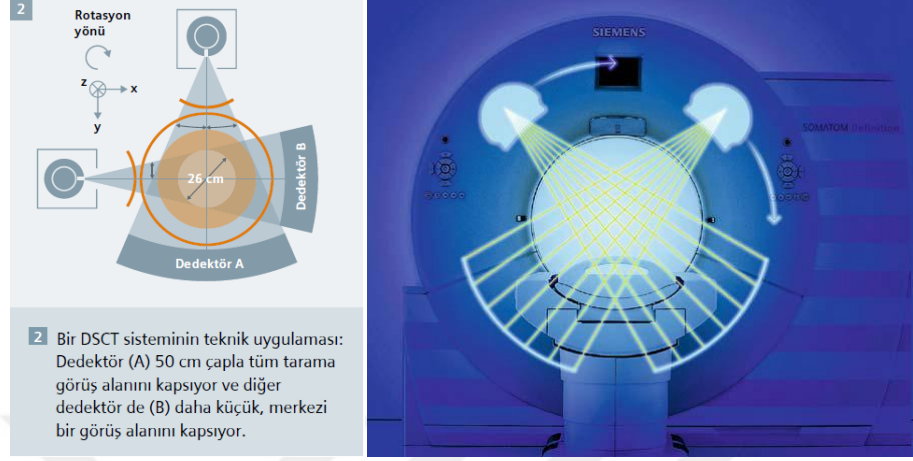 2
Rotasyon
yönü
z
x
y
26 cm
Dedektör B
Dedektör A
2 Bir DSCT sisteminin teknik uygulaması:
Dedektör (A) 50 cm çapla tüm tarama
görüş alanını kapsıyor ve diğer
dedektör de (B) daha küçük, merkezi
bir görüş alanını kapsıyor.
SIEMENS
SOMATOM Definition